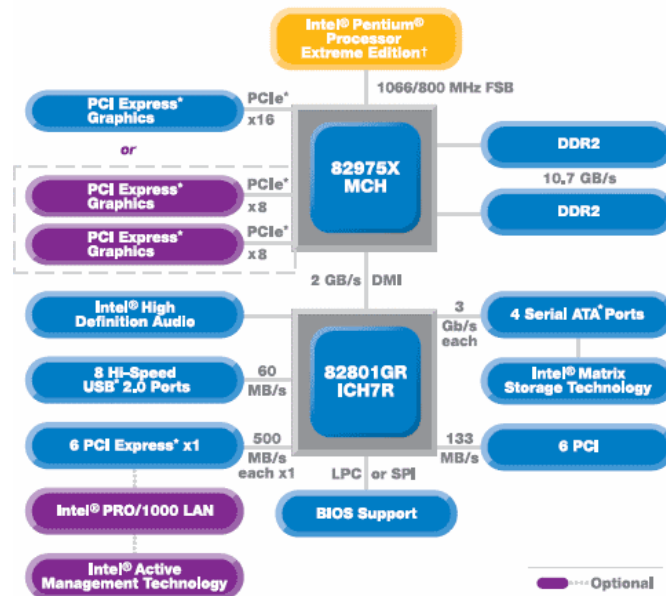 Intel® Pentium®
Processor
Extreme Edition†
1066/800 MHz FSB
PCI Express*
Graphics
PCIe*
x16
or
PCI Express*
Graphics
PCIe*
x8
PCI Express*
Graphics
PCIe*
x8
82975X
MCH
DDR2
10.7 GB/s
DDR2
2 GB/s DMI
Intel® High
Definition Audio
3
Gb/s
each
4 Serial ATA* Ports
8 Hi-Speed
USB* 2.0 Ports
60
MB/s
82801GR
ICH7R
Intel® Matrix
Storage Technology
6 PCI Express* x1
500
MB/s
each x1
133
MB/s
6 PCI
LPC or SPI
Intel® PRO/1000 LAN
BIOS Support
Intel® Active
Management Technology
Optional